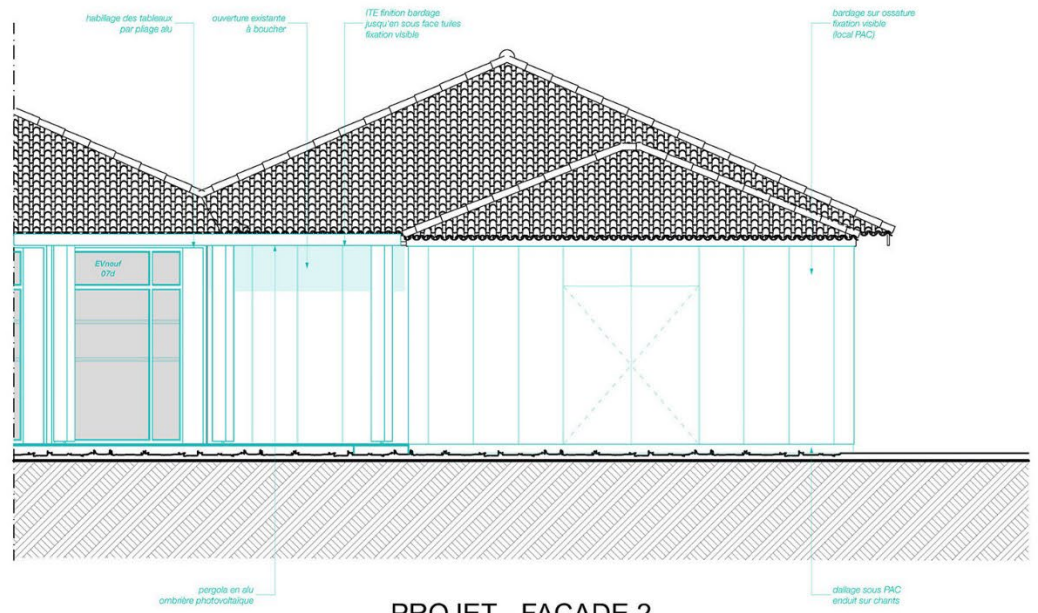 habillage des tableaux
par pliage alu
ouverture existante
à boucher
ITE finition bardage
jusqu'en sous face tuiles
fixation visible
bardage sur ossature
fixation visible
(local PAC)
EVneuf
07d
pergola en alu
ombrière photovoltaïque
dallage sous PAC
enduit sur chants
PROJET - FAÇADE 2